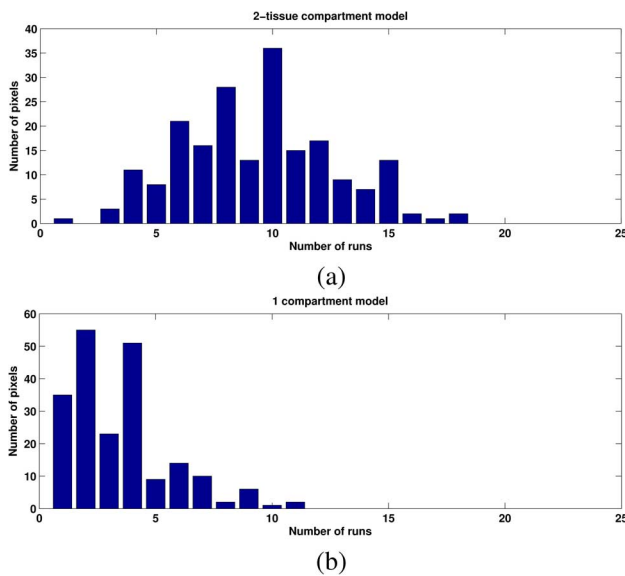 2-tissue compartment model
40
35
30
25
20
15
10
5
0
Number of pixels
0 5 10 15 20 25
Number of runs
(a)
1 compartment model
60
50
40
30
20
10
0
Number of pixels
0 5 10 15 20 25
Number of runs
(b)